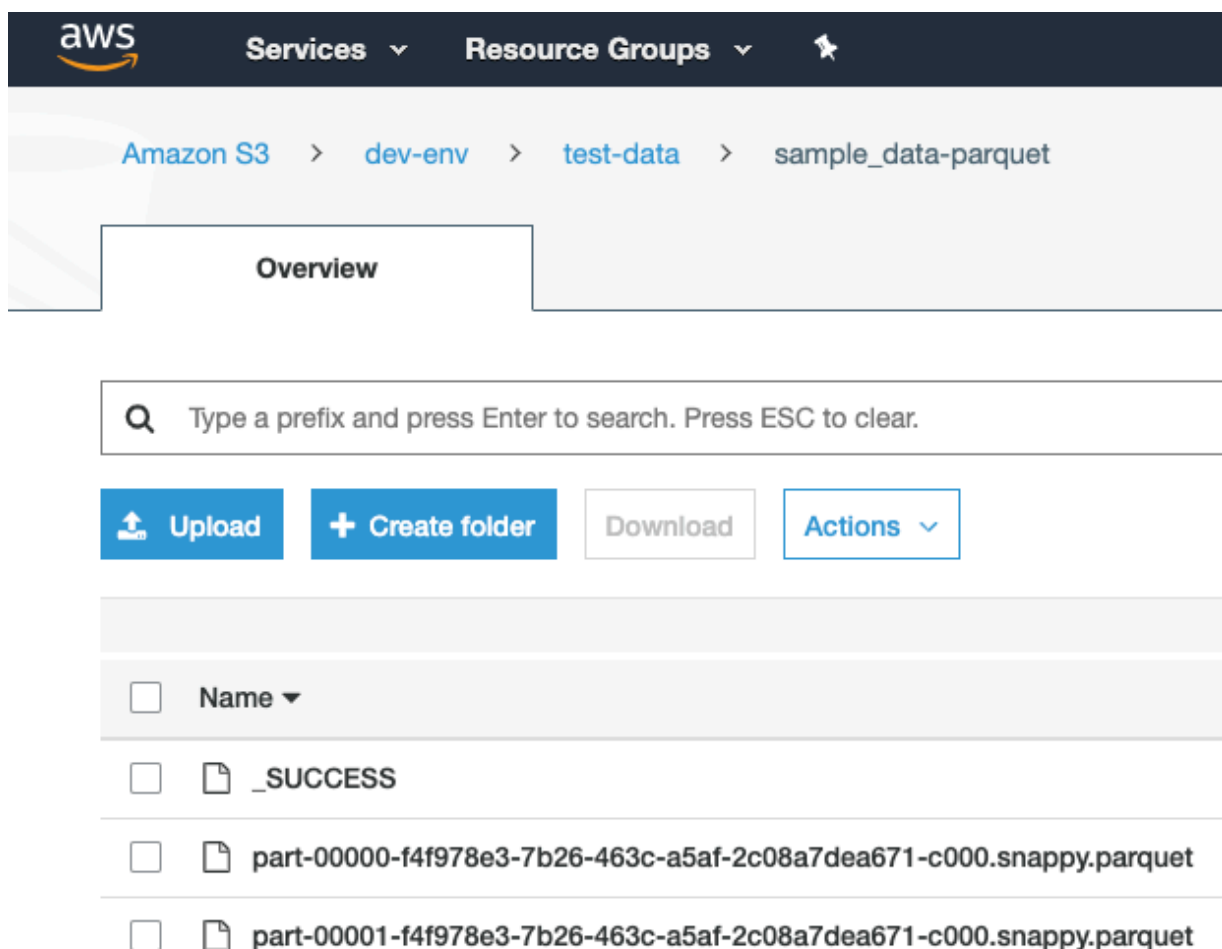 aws Services Resource Groups
Amazon S3 > dev-env > test-data > sample_data-parquet
Overview
Type a prefix and press Enter to search. Press ESC to clear.
Upload + Create folder Download Actions
Name
_SUCCESS
part-00000-f4f978e3-7b26-463c-a5af-2c08a7dea671-c000.snappy.parquet
part-00001-f4f978e3-7b26-463c-a5af-2c08a7dea671-c000.snappy.parquet